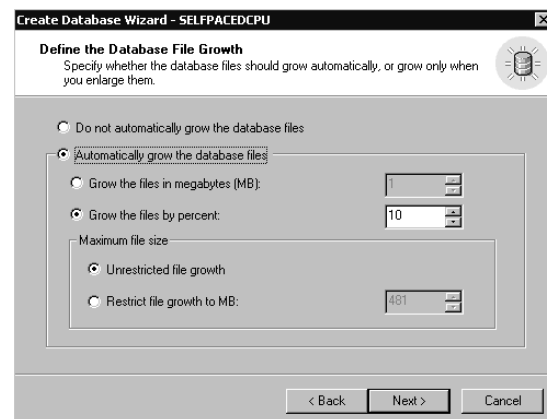 Create Database Wizard - SELFPACEDCPU
Define the Database File Growth
Specify whether the database files should grow automatically, or grow only when
you enlarge them.
Do not automatically grow the database files
Automatically grow the database files
Grow the files in megabytes (MB): 1
Grow the files by percent: 10
Maximum file size
Unrestricted file growth
Restrict file growth to MB: 481
< Back Next > Cancel